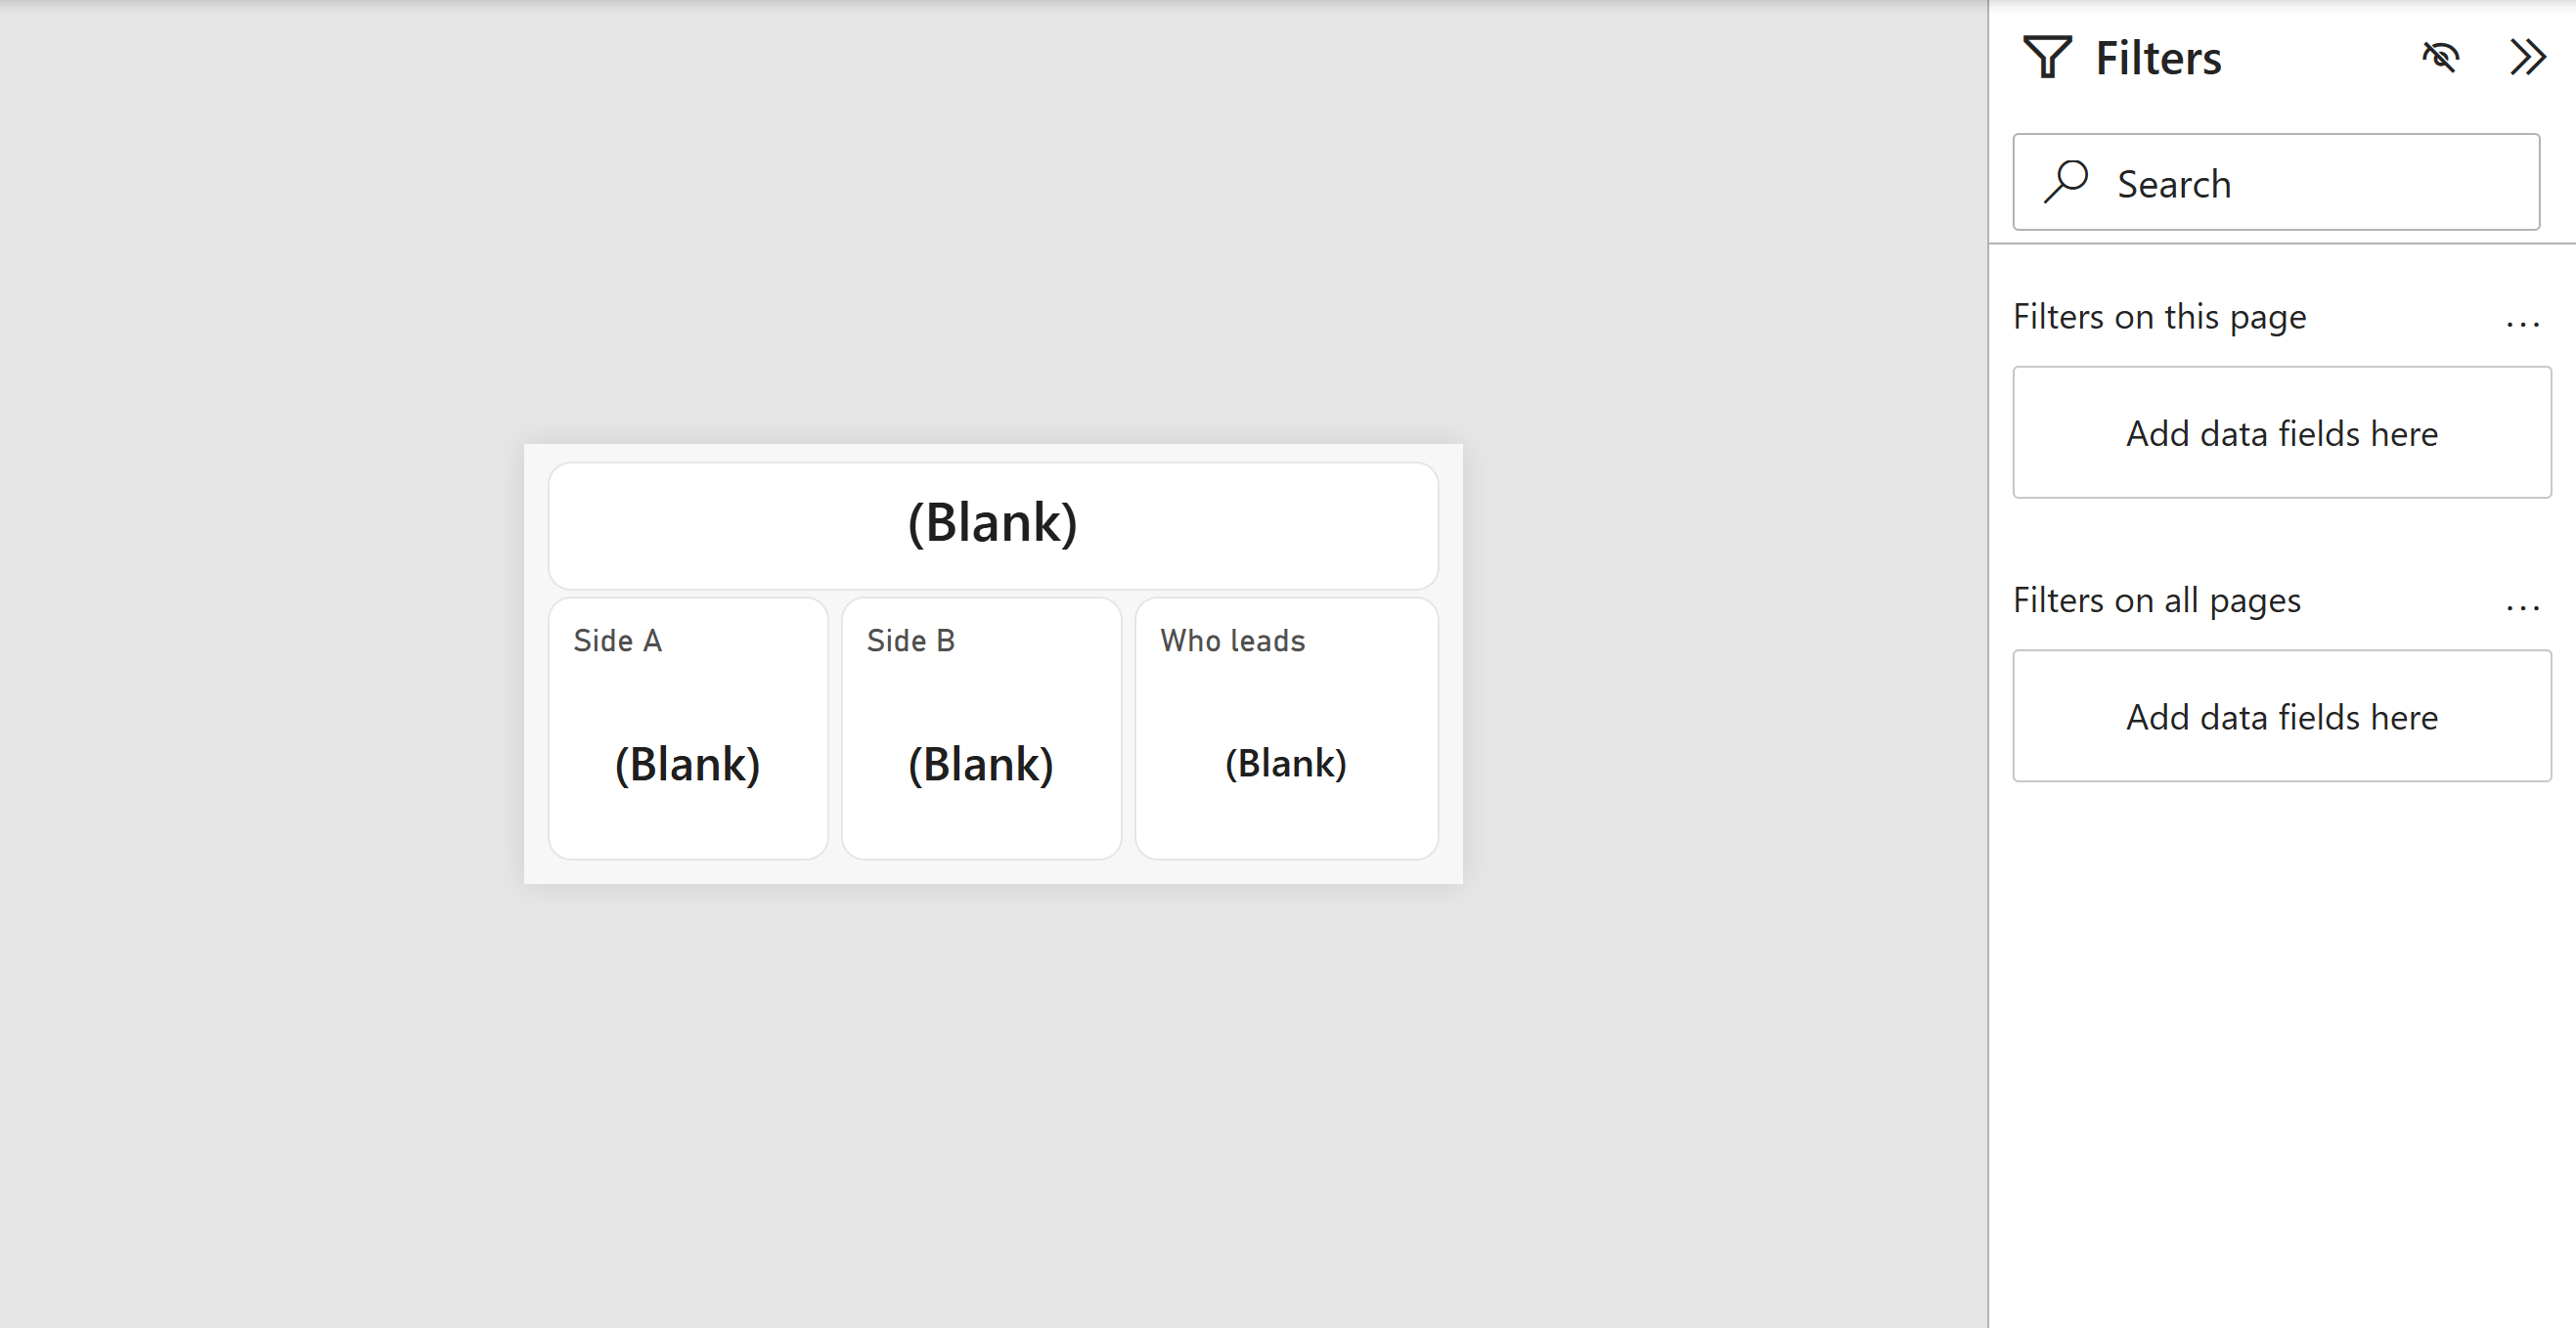 (Blank)
Side A
(Blank)
Side B
(Blank)
Who leads
(Blank)
Filters
Search
Filters on this page
...
Add data fields here
Filters on all pages
...
Add data fields here